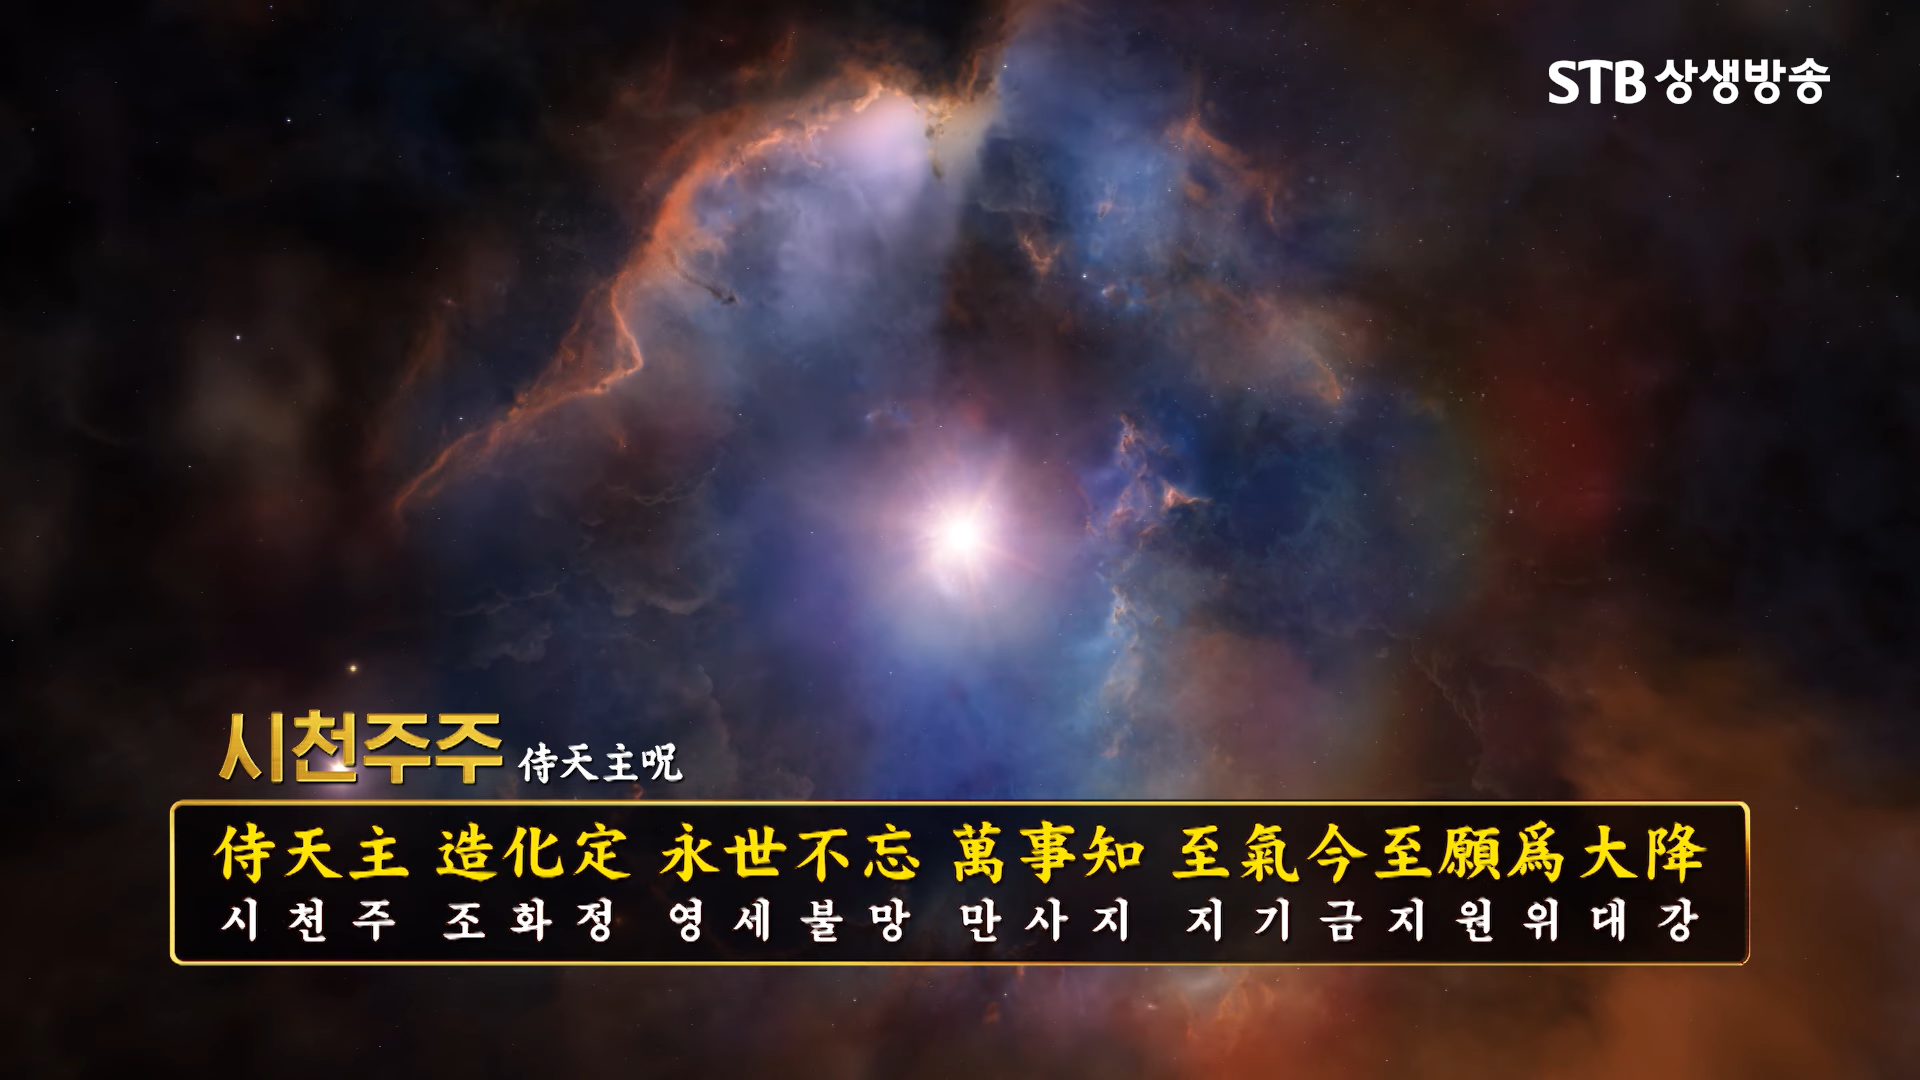 STB 상생방송
시천주주 侍天主呪
侍天主 造化定 永世不忘 萬事知 至氣今至願爲大降
시천주 조화정 영세불망 만사지 지기금지원위대강